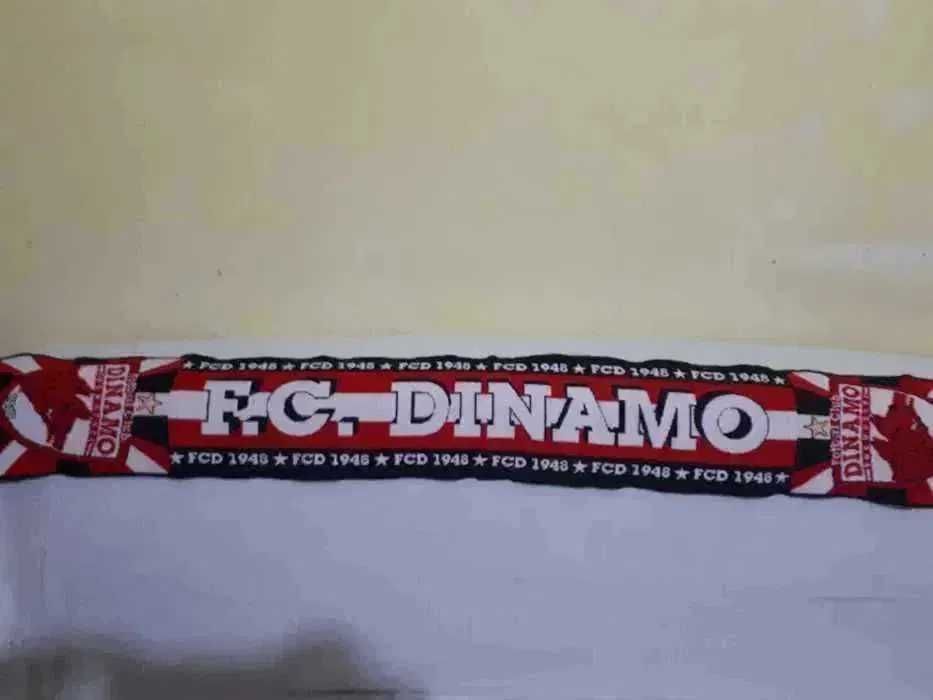 ★ FCD 1948 ★ FCD 1948 ★ FCD 1948 ★ FCD 1948 ★ FCD 1948 ★ FCD 1948 ★
F.C. DINAMO
★ FCD 1948 ★ FCD 1948 ★ FCD 1948 ★ FCD 1948 ★ FCD 1948 ★ FCD 1948 ★
DINAMO
DINAMO